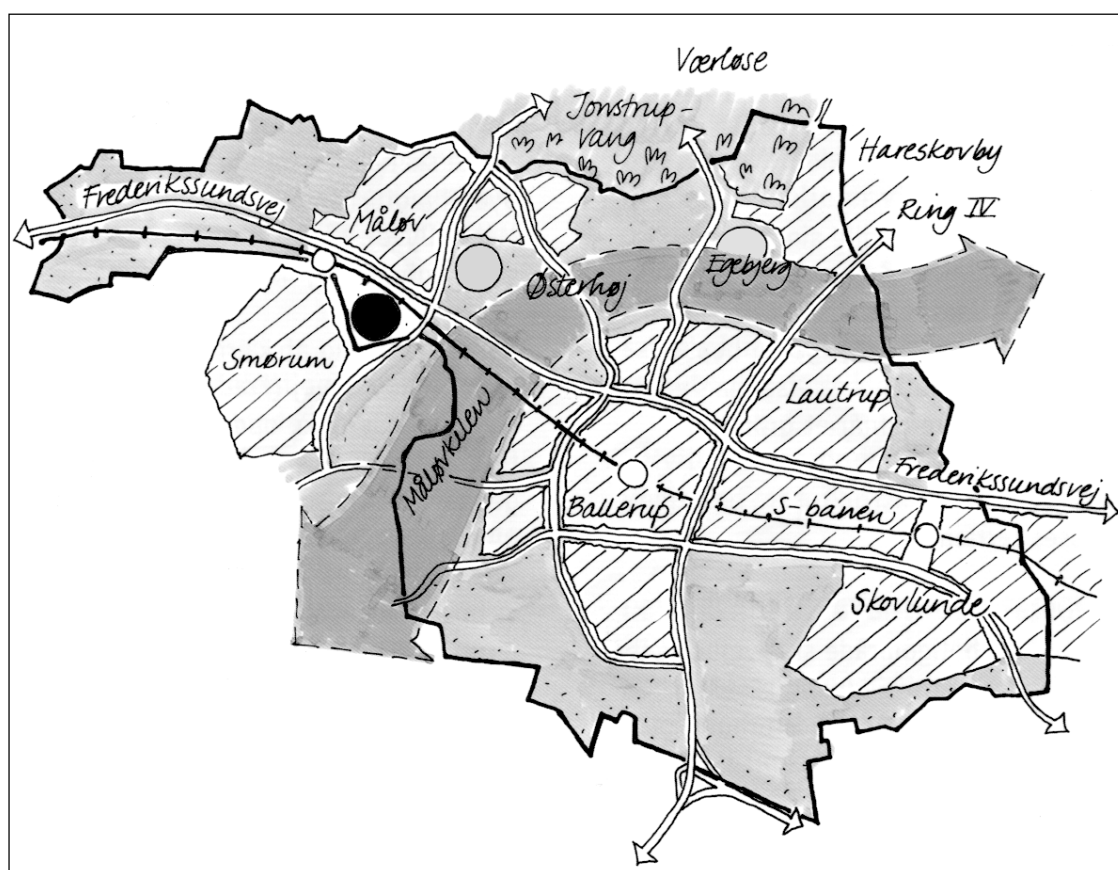 Værløse
Jonstrup-
vang
Hareskovby
Frederikssundsvej
Ring IV
Måløv
Egebjerg
Østerhøj
Smørum
Lautrup
Måløvkilen
Frederikssundsvej
Ballerup
S-banen
Skovlunde